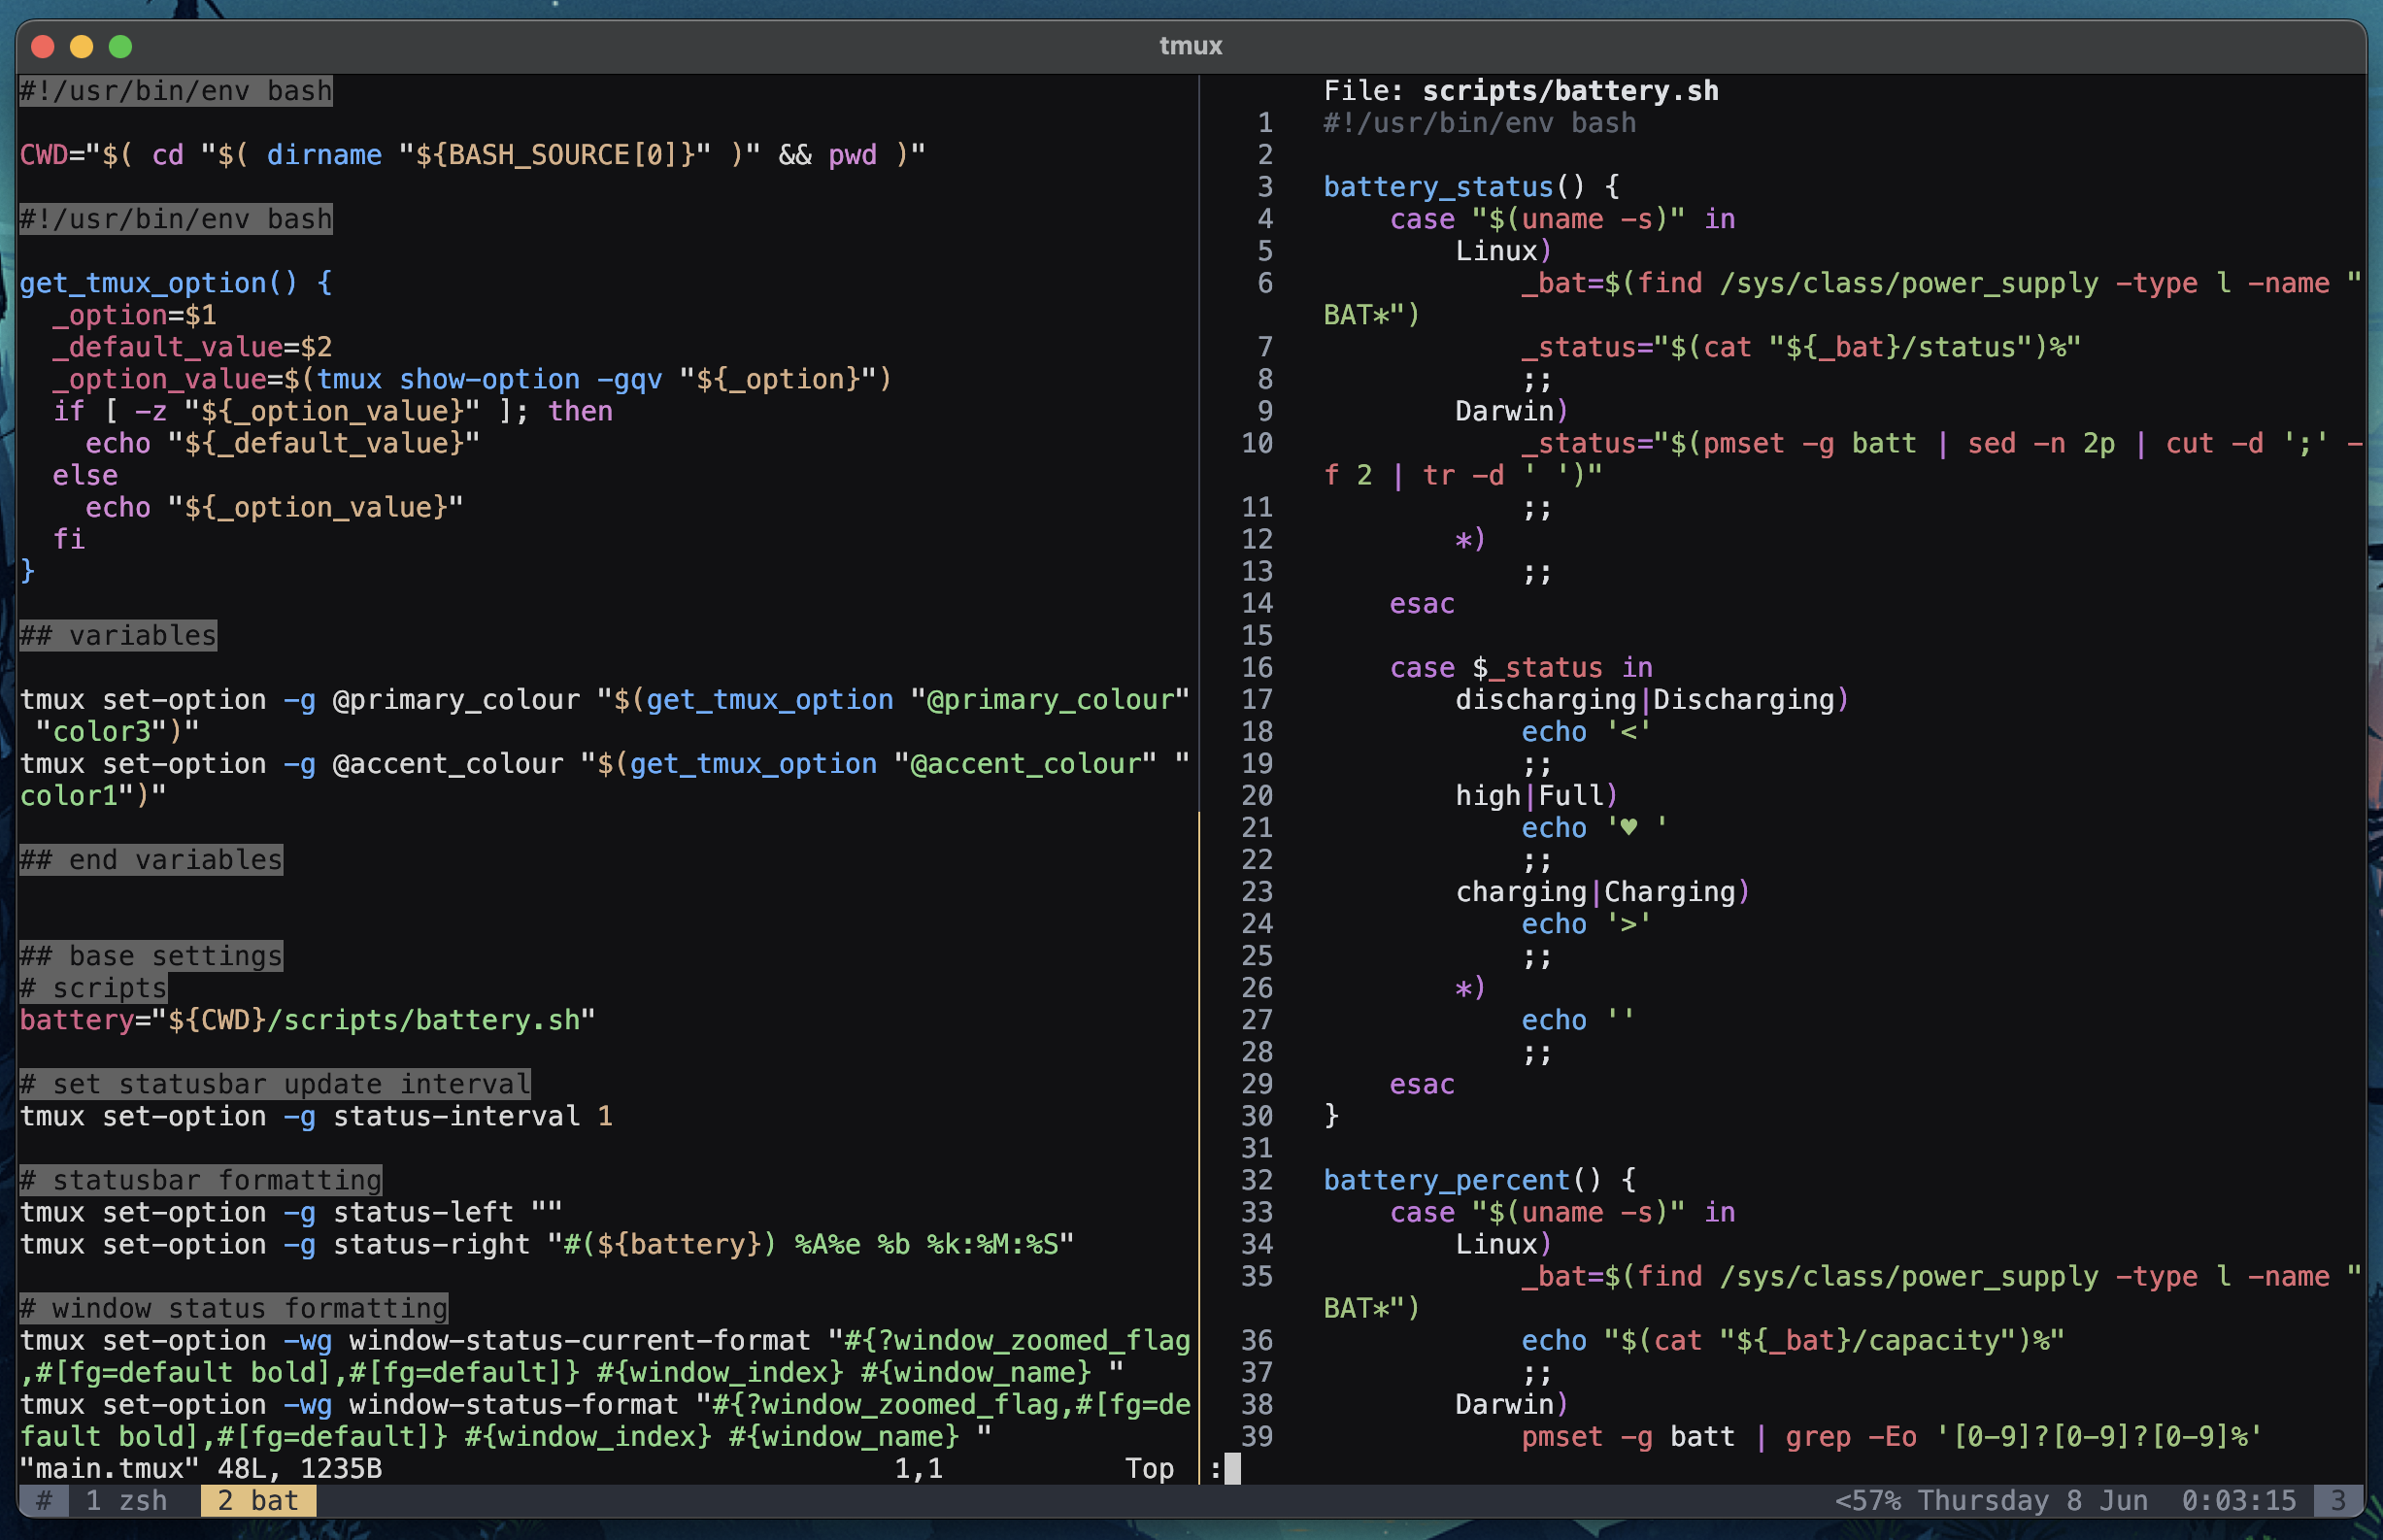 tmux
#!/usr/bin/env bash
CWD="$( cd "$( dirname "${BASH_SOURCE[0]}" )" && pwd )"
#!/usr/bin/env bash
get_tmux_option() {
  _option=$1
  _default_value=$2
  _option_value=$(tmux show-option -gqv "${_option}")
  if [ -z "${_option_value}" ]; then
    echo "${_default_value}"
  else
    echo "${_option_value}"
  fi
}
## variables
tmux set-option -g @primary_colour "$(get_tmux_option "@primary_colour"
 "color3")"
tmux set-option -g @accent_colour "$(get_tmux_option "@accent_colour" "
color1")"
## end variables
## base settings
# scripts
battery="${CWD}/scripts/battery.sh"
# set statusbar update interval
tmux set-option -g status-interval 1
# statusbar formatting
tmux set-option -g status-left ""
tmux set-option -g status-right "#(${battery}) %A%e %b %k:%M:%S"
# window status formatting
tmux set-option -wg window-status-current-format "#{?window_zoomed_flag
,#[fg=default bold],#[fg=default]} #{window_index} #{window_name} "
tmux set-option -wg window-status-format "#{?window_zoomed_flag,#[fg=de
fault bold],#[fg=default]} #{window_index} #{window_name} "
"main.tmux" 48L, 1235B 1,1 Top
File: scripts/battery.sh
1 #!/usr/bin/env bash
2
3 battery_status() {
4     case "$(uname -s)" in
5         Linux)
6             _bat=$(find /sys/class/power_supply -type l -name "
BAT*")
7             _status="$(cat "${_bat}/status")%"
8             ;;
9         Darwin)
10             _status="$(pmset -g batt | sed -n 2p | cut -d ';' -
f 2 | tr -d ' ')"
11             ;;
12         *)
13             ;;
14     esac
15
16     case $_status in
17         discharging|Discharging)
18             echo '<'
19             ;;
20         high|Full)
21             echo '♥ '
22             ;;
23         charging|Charging)
24             echo '>'
25             ;;
26         *)
27             echo ''
28             ;;
29     esac
30 }
31
32 battery_percent() {
33     case "$(uname -s)" in
34         Linux)
35             _bat=$(find /sys/class/power_supply -type l -name "
BAT*")
36             echo "$(cat "${_bat}/capacity")%"
37             ;;
38         Darwin)
39             pmset -g batt | grep -Eo '[0-9]?[0-9]?[0-9]%'
:
# 1 zsh 2 bat <57% Thursday 8 Jun  0:03:15 3